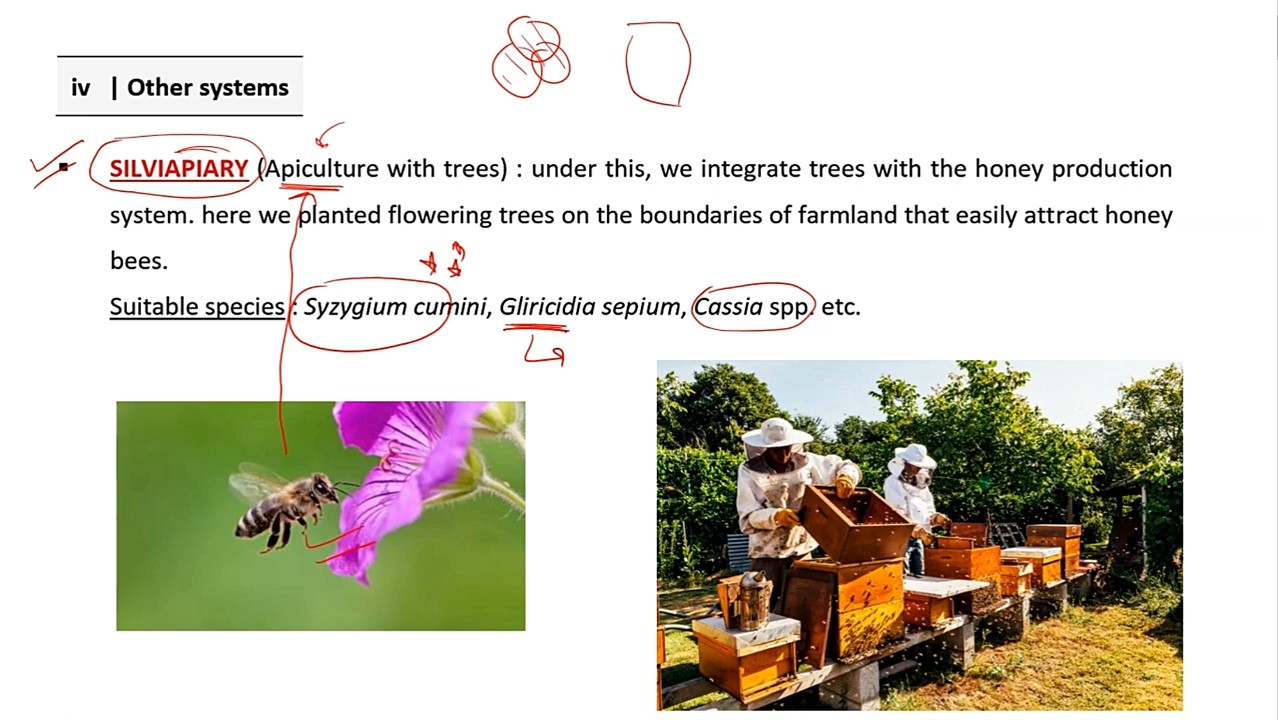 iv | Other systems
▪ SILVIAPIARY (Apiculture with trees) : under this, we integrate trees with the honey production
system. here we planted flowering trees on the boundaries of farmland that easily attract honey
bees.
Suitable species : Syzygium cumini, Gliricidia sepium, Cassia spp. etc.